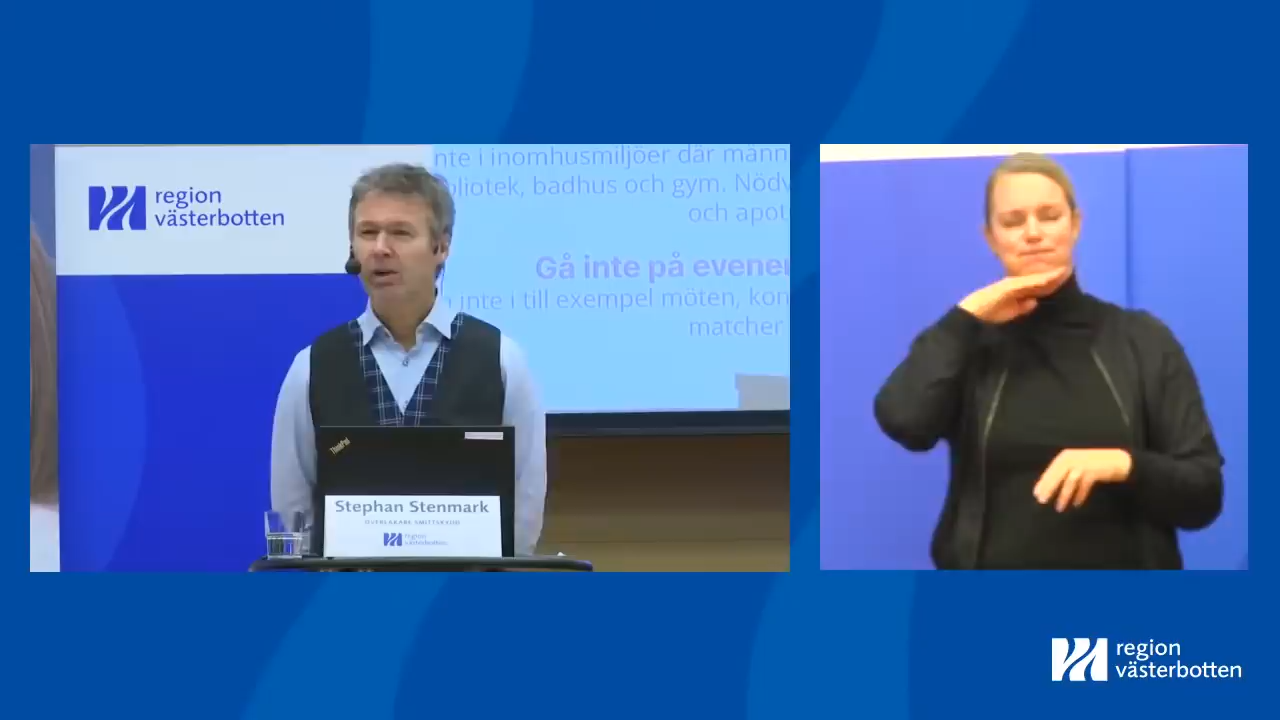 region
västerbotten
nte i inomhusmiljöer där männ
bliotek, badhus och gym. Nödv
och apot
Gå inte på evener
inte i till exempel möten, kon
matcher
ThinkPad
Stephan Stenmark
ÖVERLÄKARE SMITTSKYDD
region
västerbotten
region
västerbotten